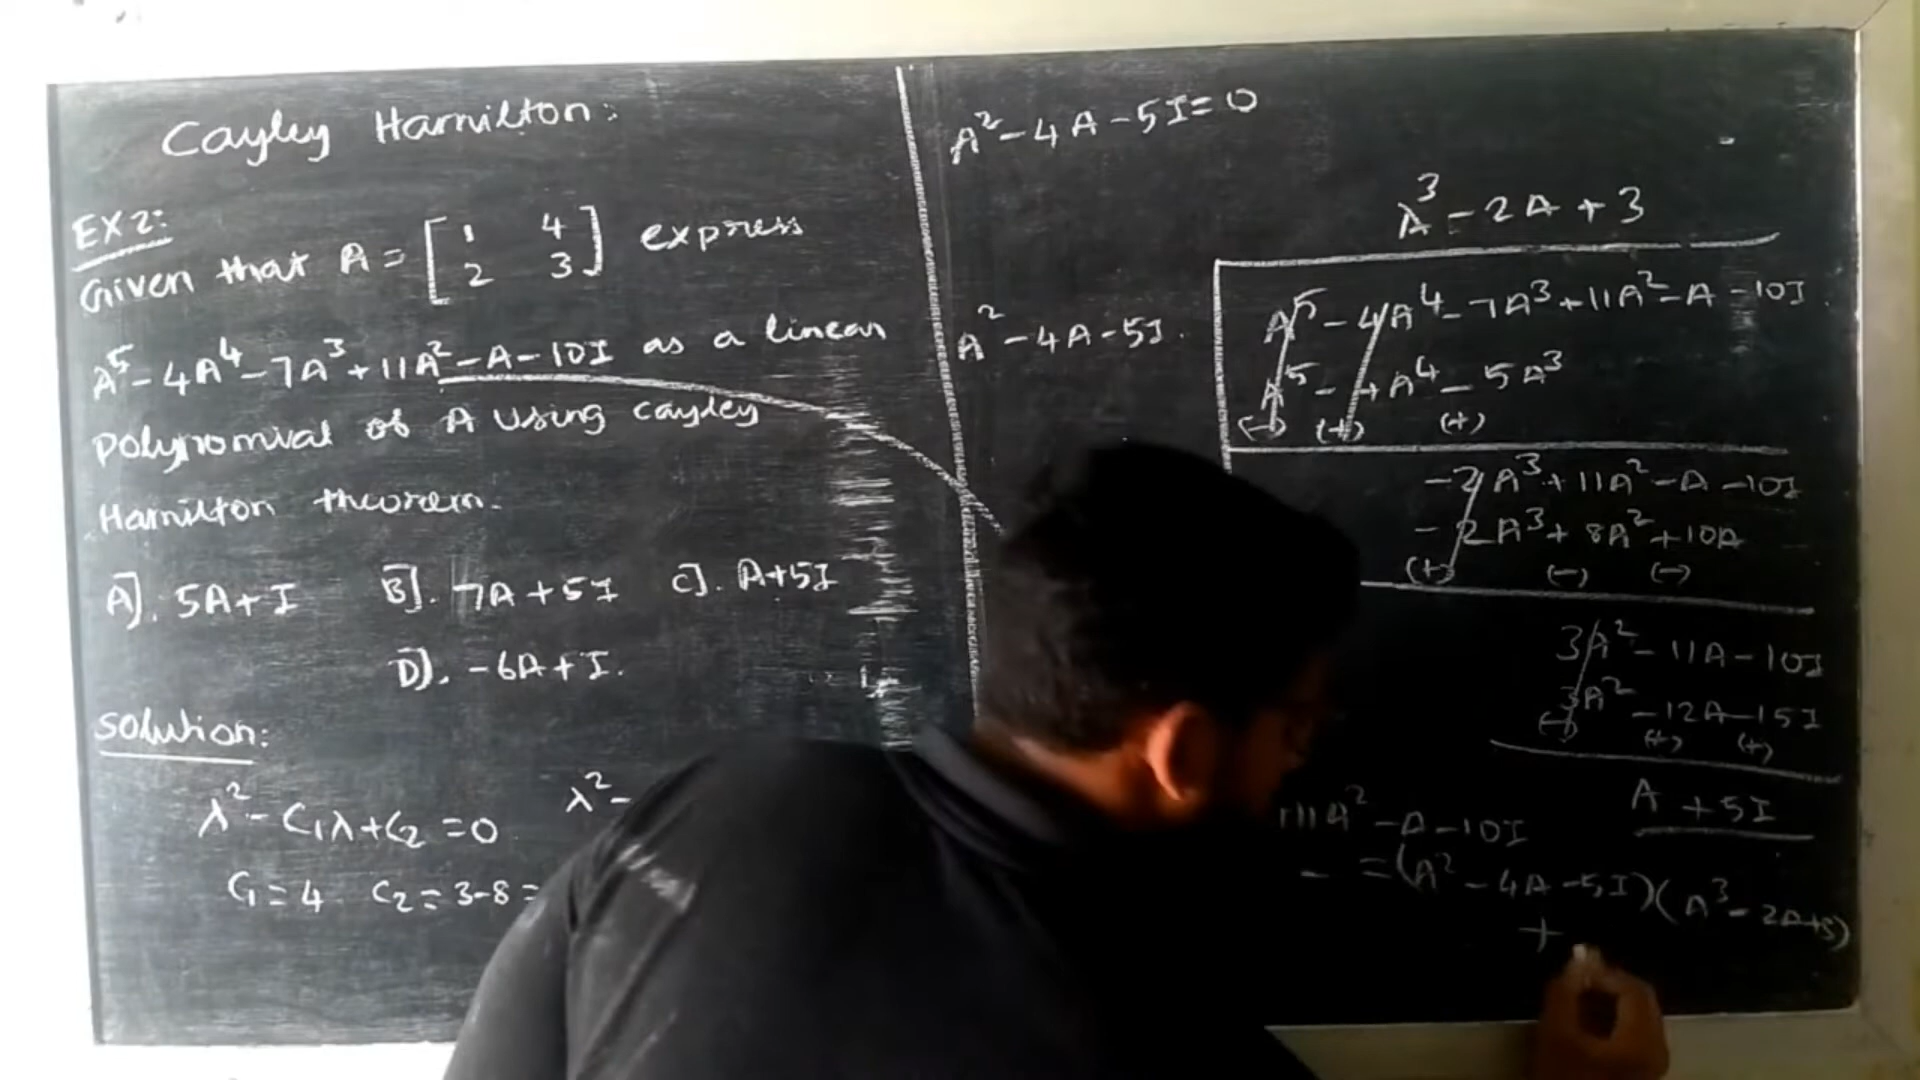 Cayley Hamilton:
EX2:
Given that A = [1 4
2 3] express
A⁵ - 4A⁴ - 7A³ + 11A² - A - 10I as a linear
Polynomial of A using Cayley
Hamilton theorem.
A]. 5A + I B]. 7A + 5I C]. A + 5I
D]. -6A + I.
Solution:
λ² - C₁λ + C₂ = 0 λ² -
C₁ = 4 C₂ = 3 - 8 =
A² - 4A - 5I = 0
A³ - 2A + 3
A² - 4A - 5I. A⁵ - 4A⁴ - 7A³ + 11A² - A - 10I.
A⁵ - 4A⁴ - 5A³
(-) (+) (+)
-2A³ + 11A² - A - 10I
-2A³ + 8A² + 10A
(+) (-) (-)
3A² - 11A - 10I
3A² - 12A - 15I
(-) (+) (+)
A + 5I
+ 11A² - A - 10I
- = (A² - 4A - 5I) (A³ - 2A + 3)
+